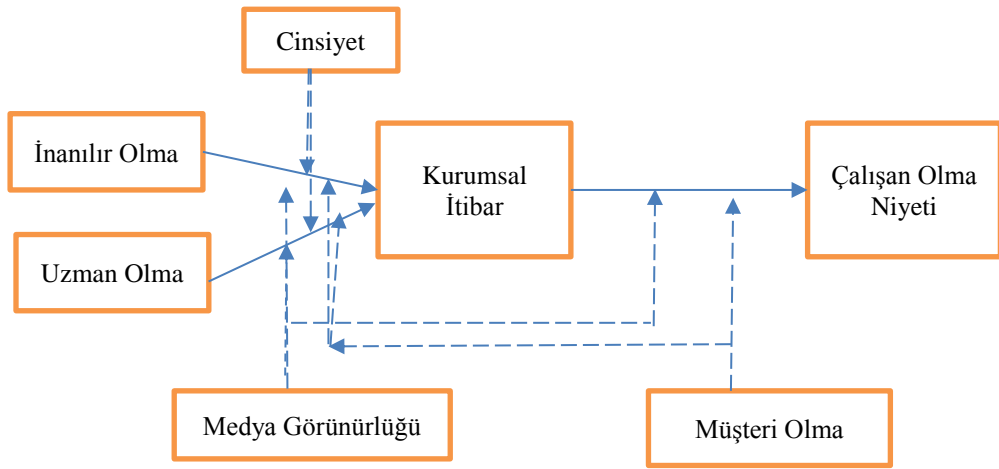 Cinsiyet
İnanılır Olma
Kurumsal
İtibar
Çalışan Olma
Niyeti
Uzman Olma
Medya Görünürlüğü
Müşteri Olma